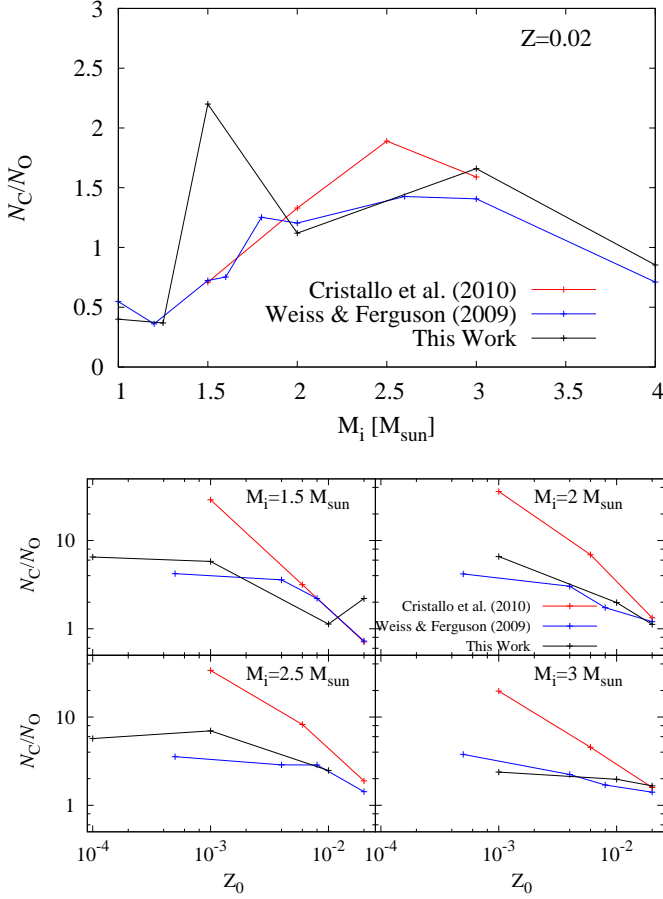 3
2.5
2
1.5
1
0.5
0
N_C/N_O
Z=0.02
Cristallo et al. (2010)
Weiss & Ferguson (2009)
This Work
1 1.5 2 2.5 3 3.5 4
M_i [M_sun]
M_i=1.5 M_sun
M_i=2 M_sun
10
1
N_C/N_O
Cristallo et al. (2010)
Weiss & Ferguson (2009)
This Work
M_i=2.5 M_sun
M_i=3 M_sun
10
1
N_C/N_O
10^-4 10^-3 10^-2 10^-4 10^-3 10^-2
Z_0 Z_0